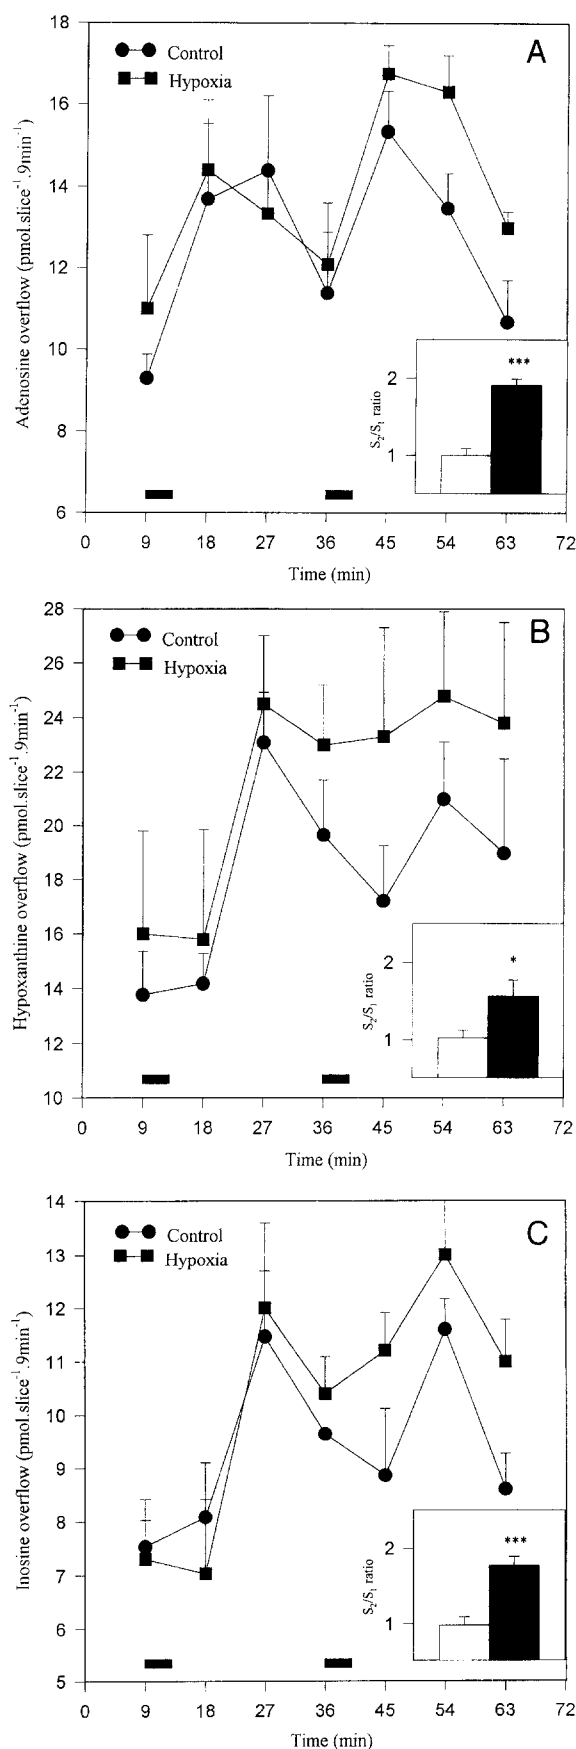 A
Control
Hypoxia
Adenosine overflow (pmol.slice⁻¹.9min⁻¹)
18
16
14
12
10
8
6
S₂/S₁ ratio
2
1
***
0 9 18 27 36 45 54 63 72
Time (min)
B
Control
Hypoxia
Hypoxanthine overflow (pmol.slice⁻¹.9min⁻¹)
28
26
24
22
20
18
16
14
12
10
S₂/S₁ ratio
2
1
*
0 9 18 27 36 45 54 63 72
Time (min)
C
Control
Hypoxia
Inosine overflow (pmol.slice⁻¹.9min⁻¹)
14
13
12
11
10
9
8
7
6
5
S₂/S₁ ratio
2
1
***
0 9 18 27 36 45 54 63 72
Time (min)